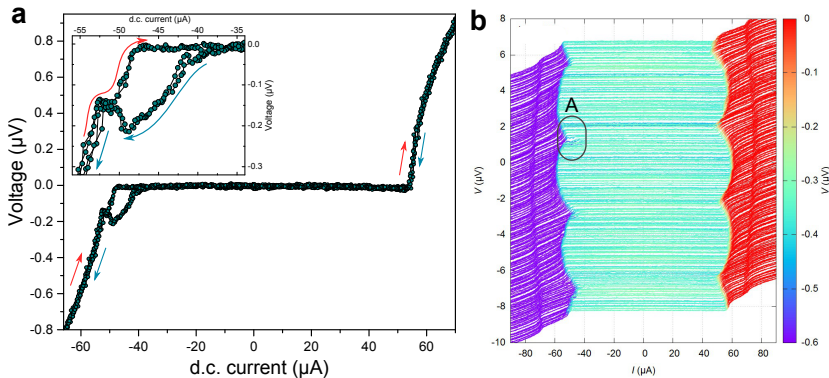 a
d.c. current (µA)
-55 -50 -45 -40 -35
0.0
-0.1
-0.2
-0.3
Voltage (µV)
0.8
0.6
0.4
0.2
0.0
-0.2
-0.4
-0.6
-0.8
Voltage (µV)
-60 -40 -20 0 20 40 60
d.c. current (µA)
b
8
6
4
2
0
-2
-4
-6
-8
-10
V (µV)
A
-80 -60 -40 -20 0 20 40 60 80
I (µA)
0
-0.1
-0.2
-0.3
-0.4
-0.5
-0.6
V (µV)